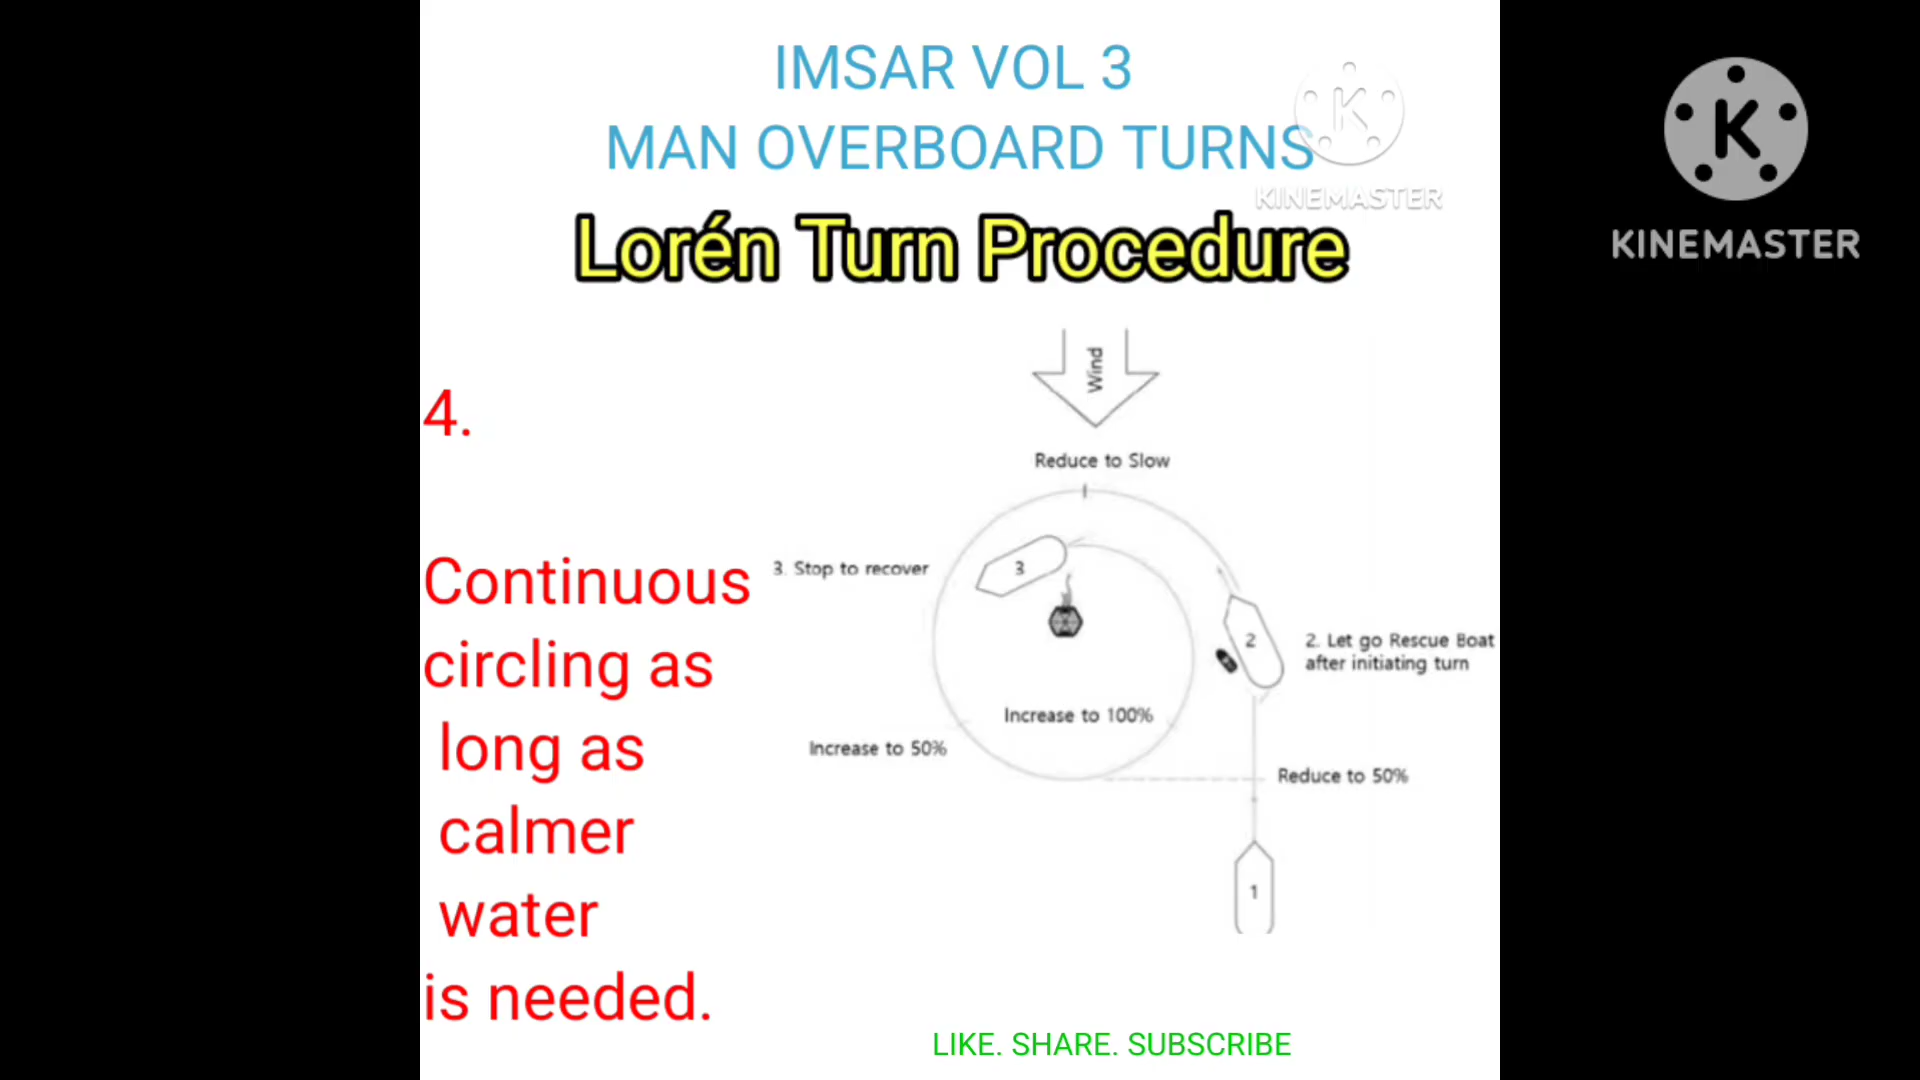 IMSAR VOL 3
MAN OVERBOARD TURNS
K
KINEMASTER
K
KINEMASTER
Lorén Turn Procedure
Wind
Reduce to Slow
4.
Continuous
circling as
long as
calmer
water
is needed.
3. Stop to recover
3
2
2. Let go Rescue Boat
after initiating turn
Increase to 100%
Increase to 50%
Reduce to 50%
1
LIKE. SHARE. SUBSCRIBE